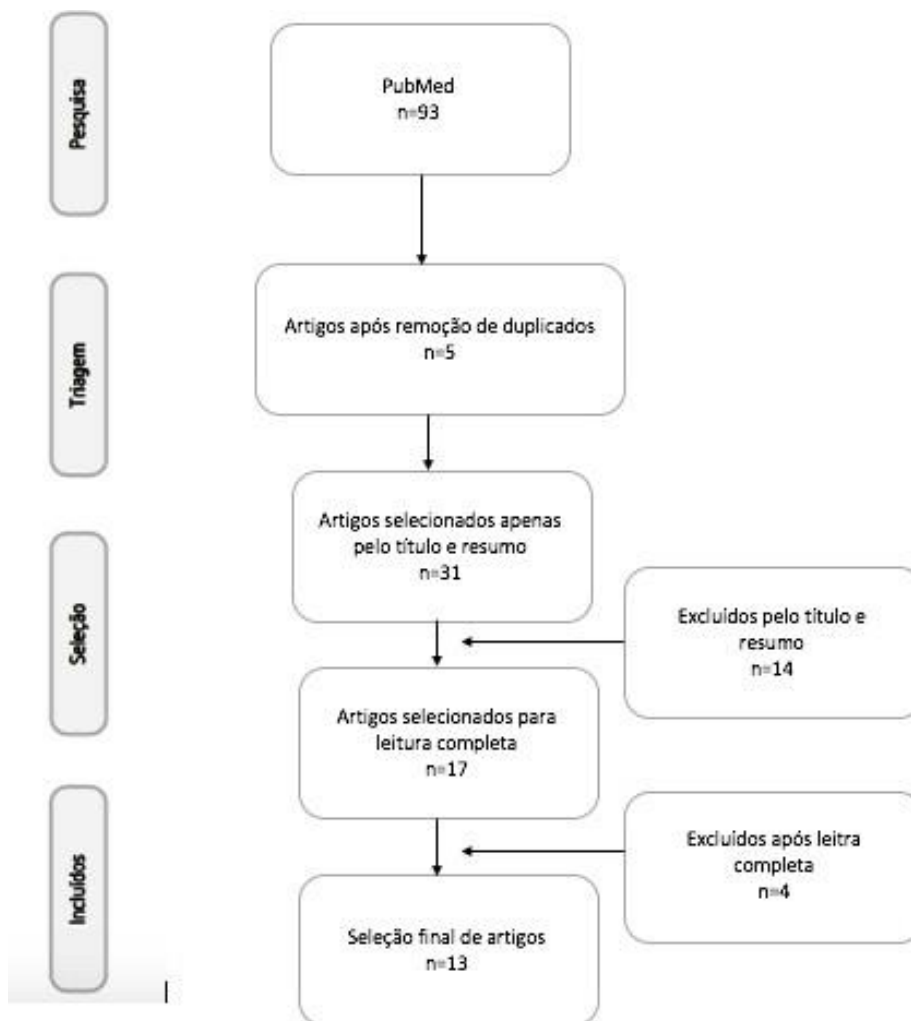 Pesquisa
PubMed
n=93
Triagem
Artigos após remoção de duplicados
n=5
Seleção
Artigos selecionados apenas
pelo título e resumo
n=31
Excluídos pelo título e
resumo
n=14
Artigos selecionados para
leitura completa
n=17
Incluídos
Excluídos após leitra
completa
n=4
Seleção final de artigos
n=13